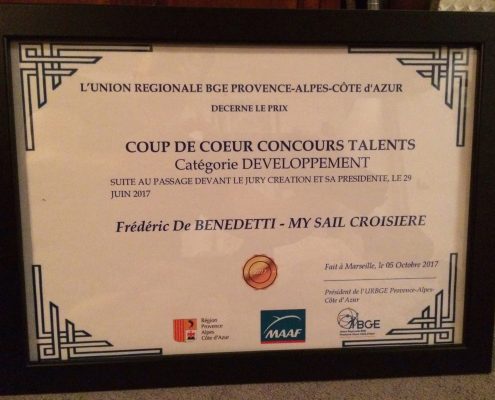 L'UNION REGIONALE BGE PROVENCE-ALPES-CÔTE d'AZUR
DECERNE LE PRIX
COUP DE COEUR CONCOURS TALENTS
Catégorie DEVELOPPEMENT
SUITE AU PASSAGE DEVANT LE JURY CREATION ET SA PRESIDENTE, LE 29
JUIN 2017
Frédéric De BENEDETTI - MY SAIL CROISIERE
Fait à Marseille, le 05 Octobre 2017
Président de l'URBGE Provence-Alpes-
Côte d'Azur
Région
Provence
Alpes
Côte d'Azur
MAAF
BGE